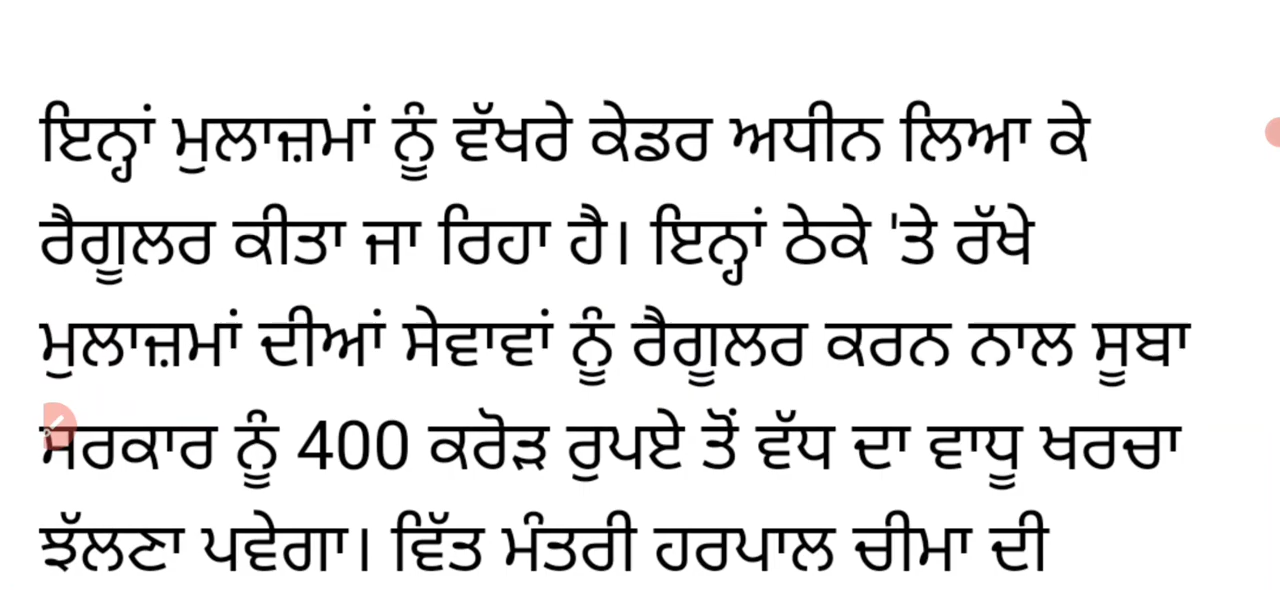 ਇਨ੍ਹਾਂ ਮੁਲਾਜ਼ਮਾਂ ਨੂੰ ਵੱਖਰੇ ਕੇਡਰ ਅਧੀਨ ਲਿਆ ਕੇ
ਰੈਗੂਲਰ ਕੀਤਾ ਜਾ ਰਿਹਾ ਹੈ। ਇਨ੍ਹਾਂ ਠੇਕੇ 'ਤੇ ਰੱਖੇ
ਮੁਲਾਜ਼ਮਾਂ ਦੀਆਂ ਸੇਵਾਵਾਂ ਨੂੰ ਰੈਗੂਲਰ ਕਰਨ ਨਾਲ ਸੂਬਾ
ਸਰਕਾਰ ਨੂੰ 400 ਕਰੋੜ ਰੁਪਏ ਤੋਂ ਵੱਧ ਦਾ ਵਾਧੂ ਖਰਚਾ
ਝੱਲਣਾ ਪਵੇਗਾ। ਵਿੱਤ ਮੰਤਰੀ ਹਰਪਾਲ ਚੀਮਾ ਦੀ